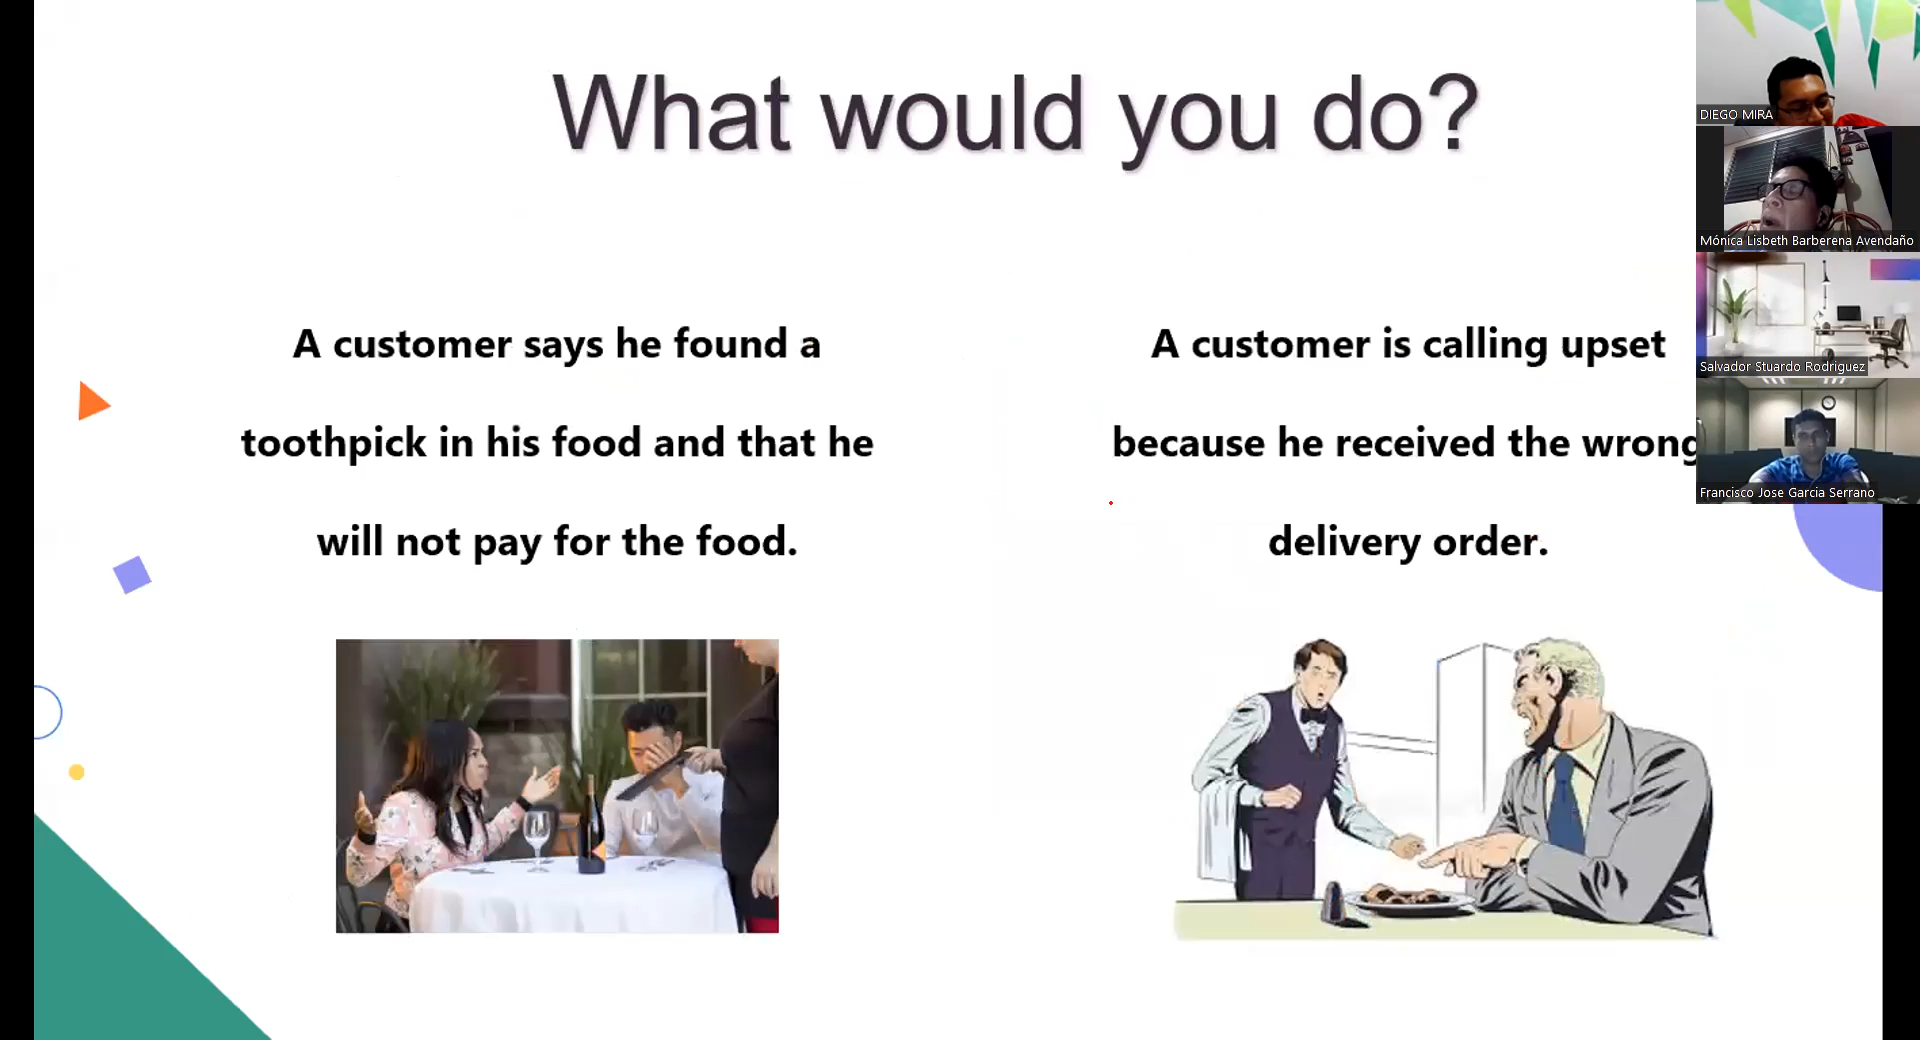 What would you do?
A customer says he found a
toothpick in his food and that he
will not pay for the food.
A customer is calling upset
because he received the wrong
delivery order.
DIEGO MIRA
Mónica Lisbeth Barberena Avendaño
Salvador Stuardo Rodriguez
Francisco Jose Garcia Serrano